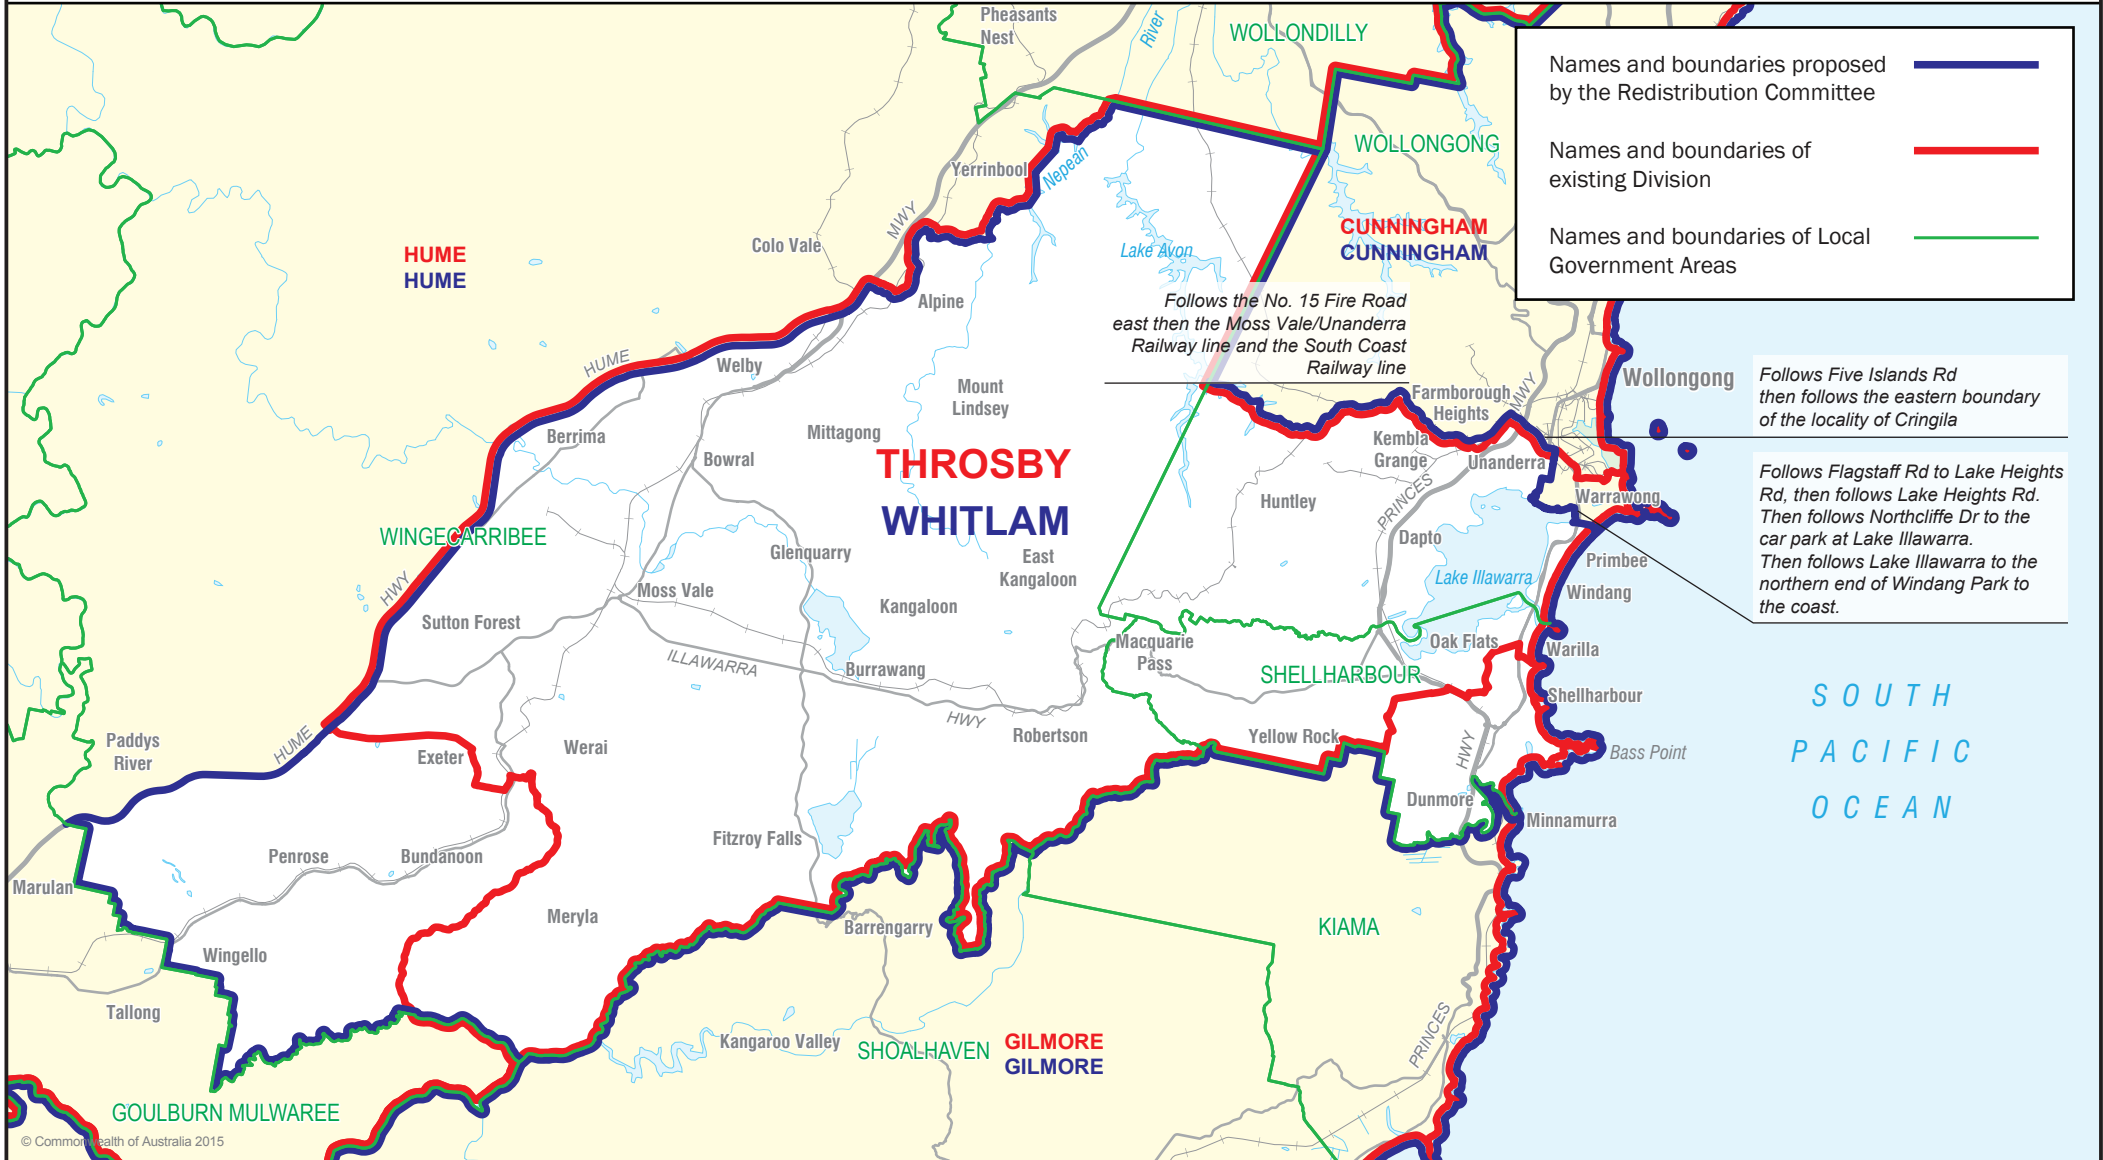 Pheasants
Nest
River
WOLLONDILLY
Names and boundaries proposed
by the Redistribution Committee
Names and boundaries of
existing Division
Names and boundaries of Local
Government Areas
WOLLONGONG
Yerrinbool
Nepean
MWY
Colo Vale
HUME
HUME
CUNNINGHAM
CUNNINGHAM
Lake Avon
Alpine
Follows the No. 15 Fire Road
east then the Moss Vale/Unanderra
Railway line and the South Coast
Railway line
HUME
Welby
Mount
Lindsey
Farmborough
Heights
MWY
Wollongong
Follows Five Islands Rd
then follows the eastern boundary
of the locality of Cringila
Berrima
Mittagong
Bowral
THROSBY
WHITLAM
Kembla
Grange
Unanderra
Huntley
PRINCES
Warrawong
Follows Flagstaff Rd to Lake Heights
Rd, then follows Lake Heights Rd.
Then follows Northcliffe Dr to the
car park at Lake Illawarra.
Then follows Lake Illawarra to the
northern end of Windang Park to
the coast.
WINGECARRIBEE
Glenquarry
East
Kangaloon
Dapto
Lake Illawarra
Primbee
Windang
HWY
Moss Vale
Kangaloon
Sutton Forest
ILLAWARRA
Burrawang
Macquarie
Pass
Oak Flats
Warilla
SHELLHARBOUR
Shellharbour
SOUTH
PACIFIC
OCEAN
HWY
Robertson
Yellow Rock
HWY
Bass Point
Paddys
River
HUME
Exeter
Werai
Dunmore
Minnamurra
Fitzroy Falls
Penrose
Bundanoon
Marulan
Meryla
Barrengarry
KIAMA
Wingello
Tallong
Kangaroo Valley
SHOALHAVEN
GILMORE
GILMORE
PRINCES
GOULBURN MULWAREE
© Commonwealth of Australia 2015